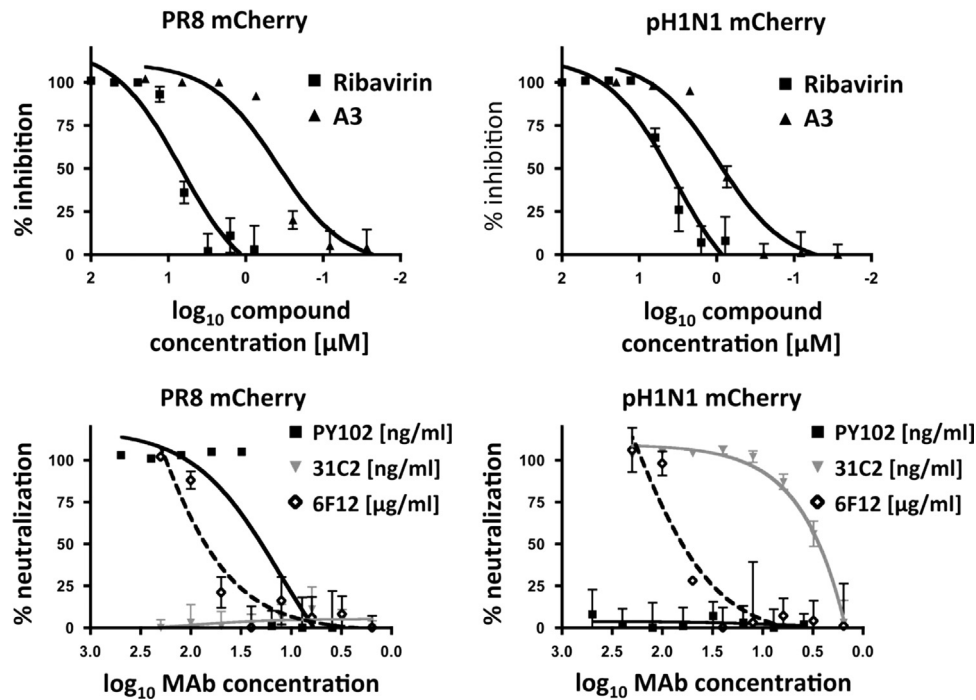 PR8 mCherry
% inhibition
100
75
50
25
0
Ribavirin
A3
2 1 0 -1 -2
log10 compound
concentration [μM]
pH1N1 mCherry
% inhibition
100
75
50
25
0
Ribavirin
A3
2 1 0 -1 -2
log10 compound
concentration [μM]
PR8 mCherry
% neutralization
100
75
50
25
0
PY102 [ng/ml]
31C2 [ng/ml]
6F12 [μg/ml]
3.0 2.5 2.0 1.5 1.0 0.5 0.0
log10 MAb concentration
pH1N1 mCherry
% neutralization
100
75
50
25
0
PY102 [ng/ml]
31C2 [ng/ml]
6F12 [μg/ml]
3.0 2.5 2.0 1.5 1.0 0.5 0.0
log10 MAb concentration